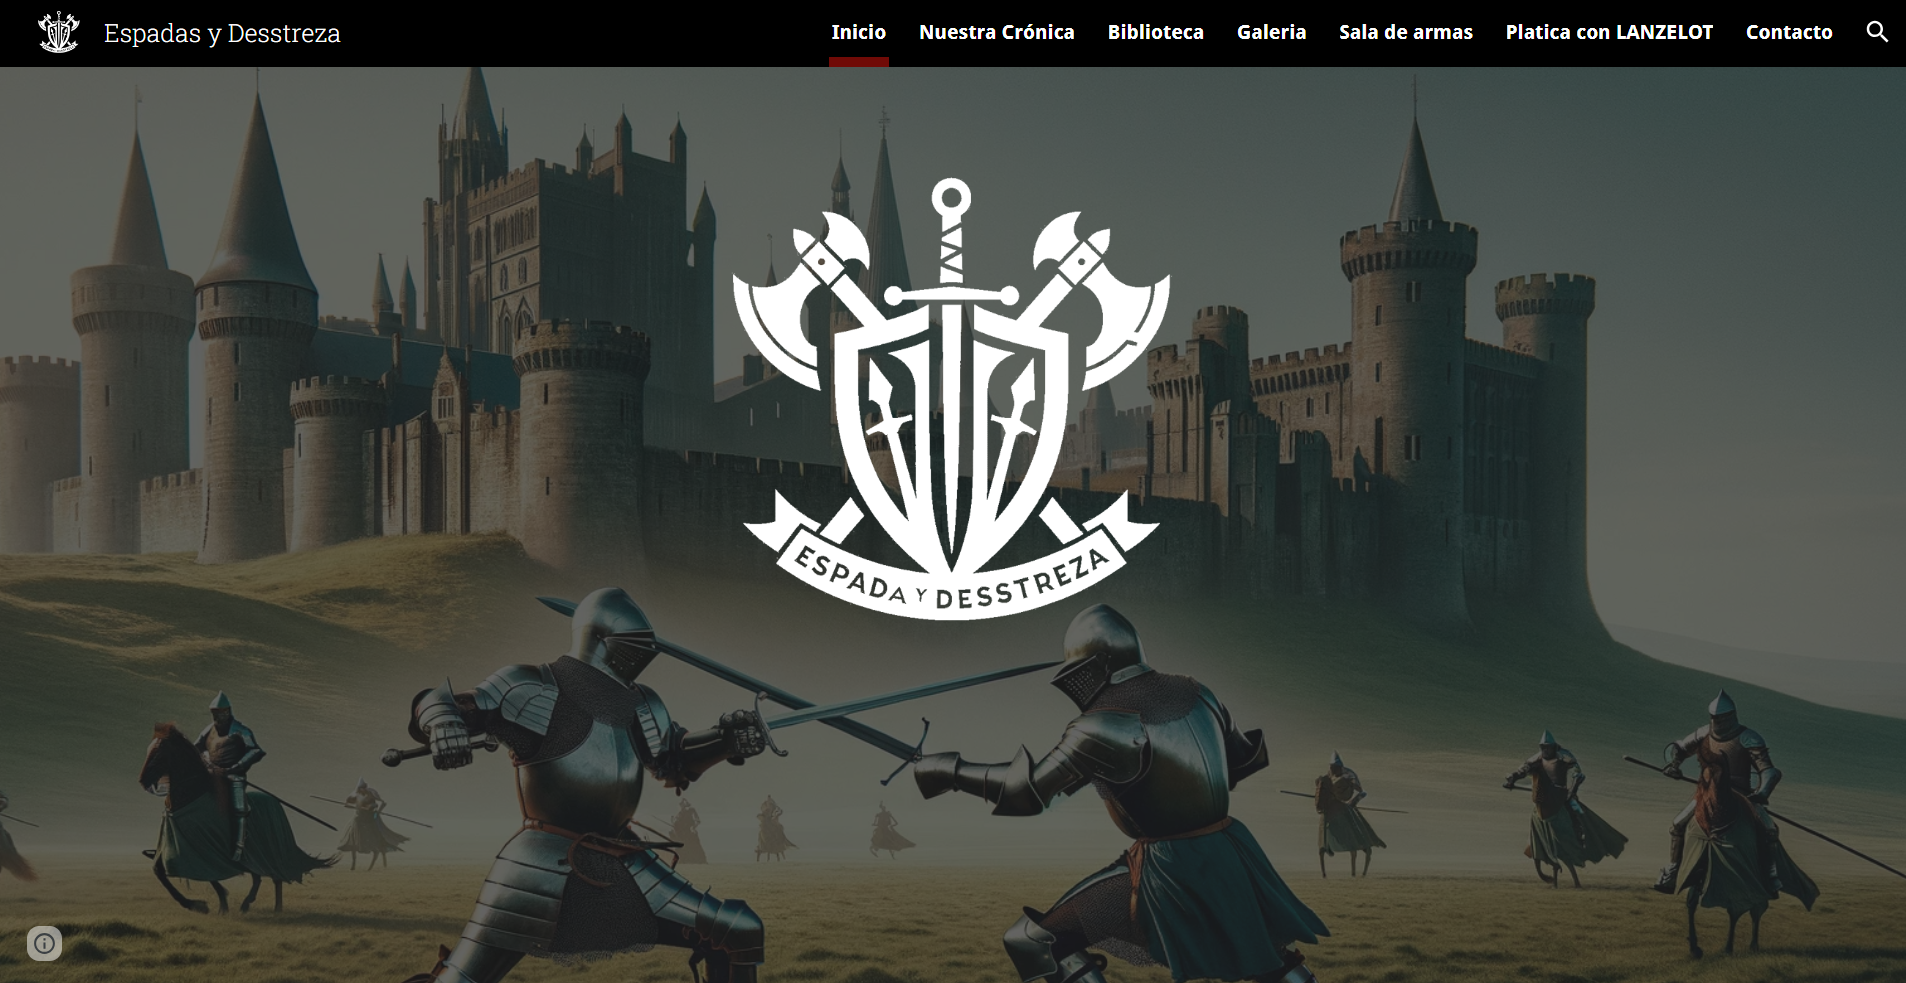 Espadas y Desstreza
Inicio
Nuestra Crónica
Biblioteca
Galeria
Sala de armas
Platica con LANZELOT
Contacto
ESPADA Y DESSTREZA